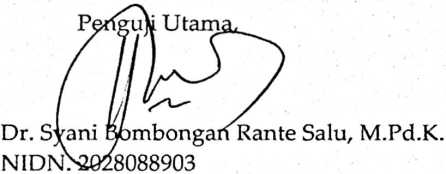 Penguji Utama,
Dr. Syani Bombongan Rante Salu, M.Pd.K.
NIDN. 2028088903